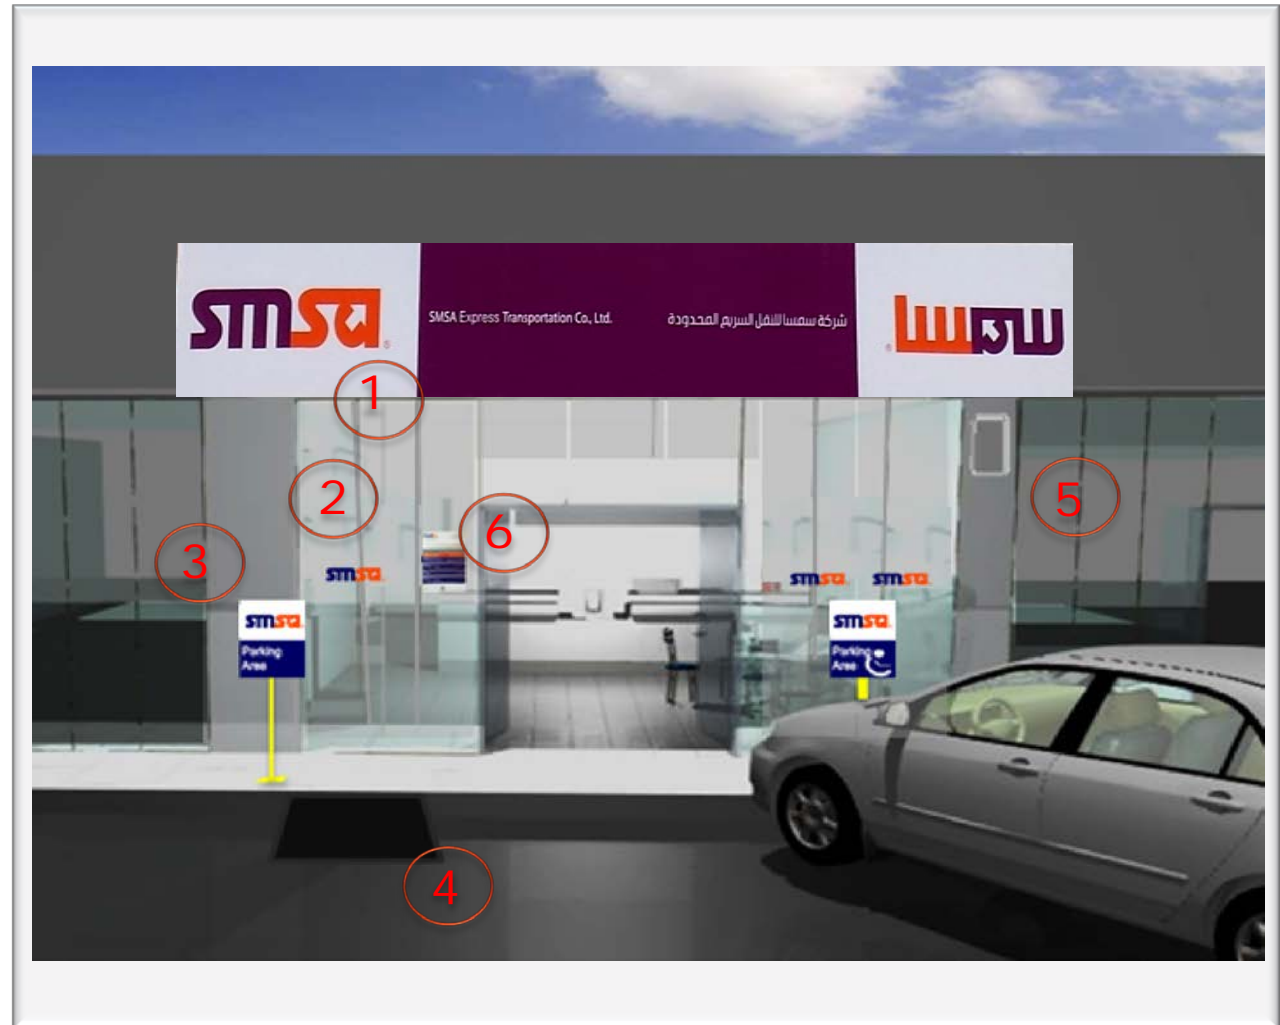 smsa
SMSA Express Transportation Co., Ltd.
شركة سمسا للنقل السريع المحدودة
سمسا
1
2
3
4
5
6
smsa
smsa
smsa
smsa
Parking
Area
smsa
Parking
Area